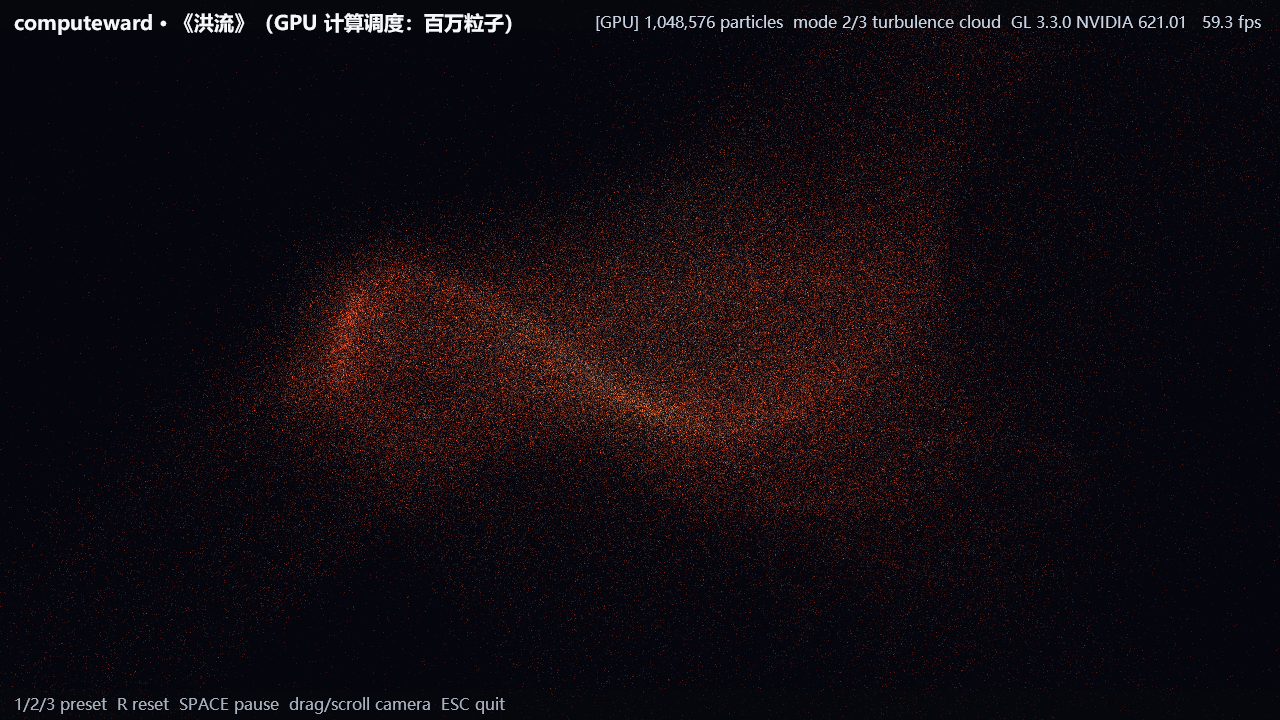 computeward • 《洪流》（GPU 计算调度：百万粒子）
[GPU] 1,048,576 particles  mode 2/3 turbulence cloud  GL 3.3.0 NVIDIA 621.01  59.3 fps
1/2/3 preset  R reset  SPACE pause  drag/scroll camera  ESC quit